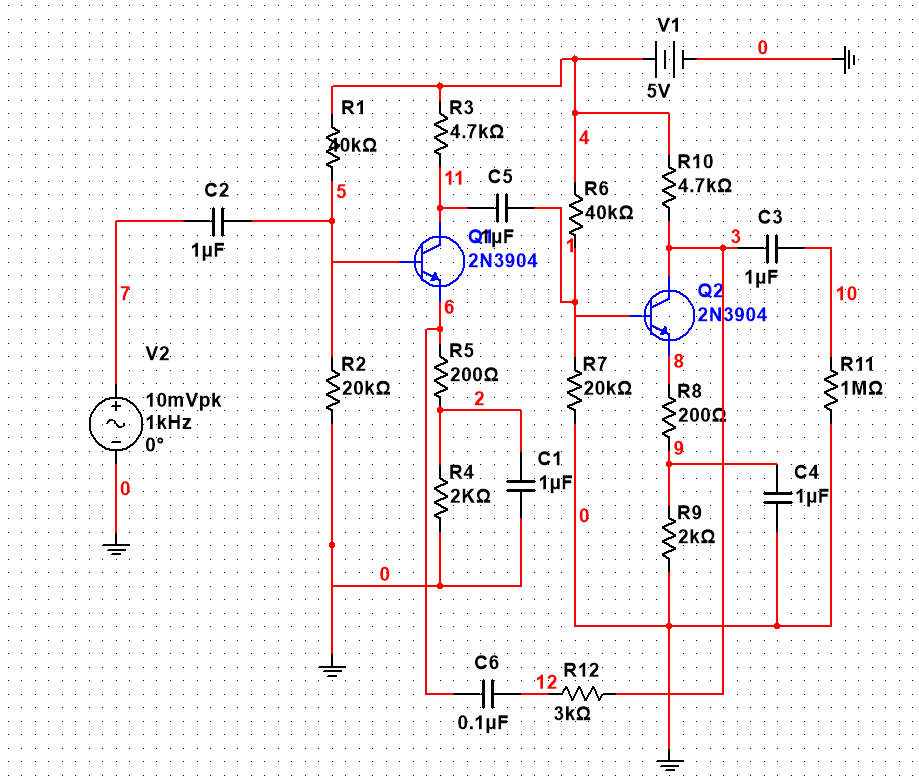 V1
0
5V
R1
40kΩ
R3
4.7kΩ
4
R10
4.7kΩ
5
11
C5
1µF
R6
40kΩ
C2
1µF
Q1
2N3904
1
3
C3
1µF
7
6
Q2
2N3904
10
V2
10mVpk
1kHz
0°
R2
20kΩ
R5
200Ω
2
R7
20kΩ
8
R8
200Ω
R11
1MΩ
9
0
R4
2KΩ
C1
1µF
C4
1µF
0
R9
2kΩ
0
C6
0.1µF
12
R12
3kΩ